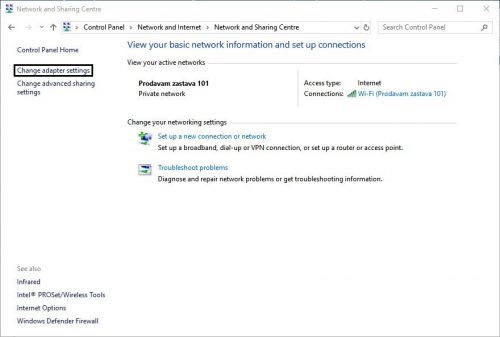 Network and Sharing Centre
Control Panel > Network and Internet > Network and Sharing Centre
Search Control Panel
Control Panel Home
Change adapter settings
Change advanced sharing
settings
View your basic network information and set up connections
View your active networks
Prodavam zastava 101
Private network
Access type: Internet
Connections: Wi-Fi (Prodavam zastava 101)
Change your networking settings
Set up a new connection or network
Set up a broadband, dial-up or VPN connection, or set up a router or access point.
Troubleshoot problems
Diagnose and repair network problems or get troubleshooting information.
See also
Infrared
Intel® PROSet/Wireless Tools
Internet Options
Windows Defender Firewall